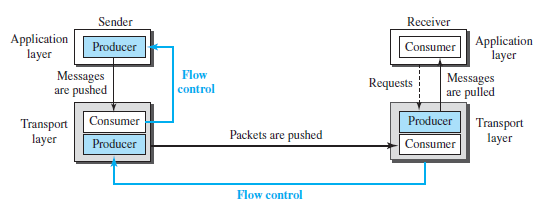 Sender
Receiver
Application
layer
Producer
Consumer
Application
layer
Messages
are pushed
Flow
control
Requests
Messages
are pulled
Transport
layer
Consumer
Producer
Packets are pushed
Producer
Consumer
Transport
layer
Flow control